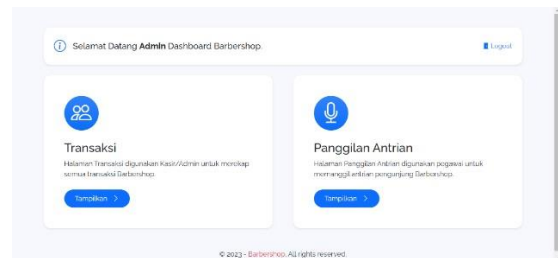 Selamat Datang Admin Dashboard Barbershop.
Logout
Transaksi
Halaman Transaksi digunakan Kasir/Admin untuk merekap
semua transaksi Barbershop.
Tampilkan >
Panggilan Antrian
Halaman Panggilan Antrian digunakan pegawai untuk
memanggil antrian pengunjung Barbershop.
Tampilkan >
© 2023 - Barbershop. All rights reserved.